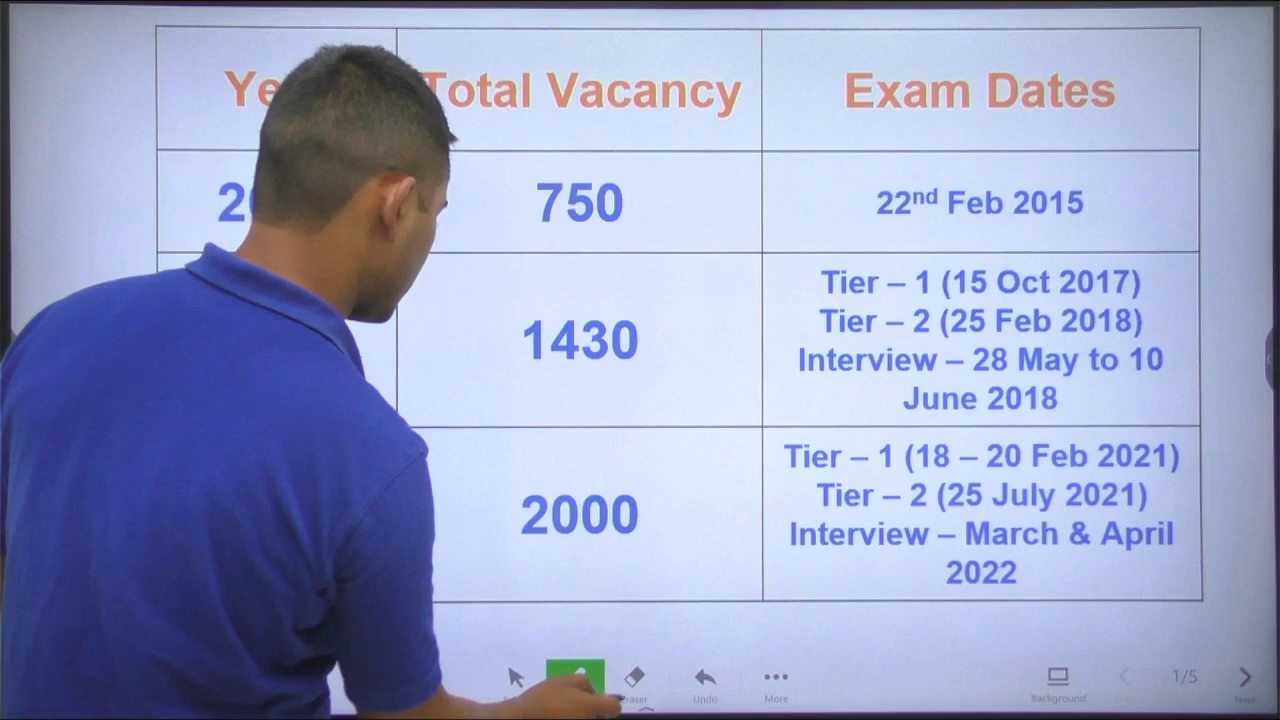 Total Vacancy
Exam Dates
750
22nd Feb 2015
1430
Tier – 1 (15 Oct 2017)
Tier – 2 (25 Feb 2018)
Interview – 28 May to 10
June 2018
2000
Tier – 1 (18 – 20 Feb 2021)
Tier – 2 (25 July 2021)
Interview – March & April
2022
Undo
More
Background
1/5
Next